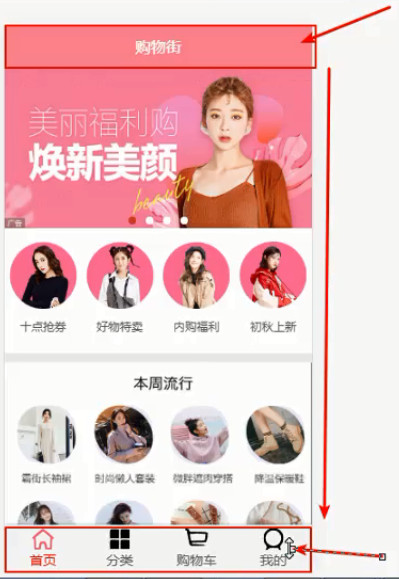 购物街
美丽福利购
焕新美颜
beauty
广告
十点抢券 好物特卖 内购福利 初秋上新
本周流行
霸街长袖裙 时尚懒人套装 微胖遮肉穿搭 降温保暖鞋
首页 分类 购物车 我的